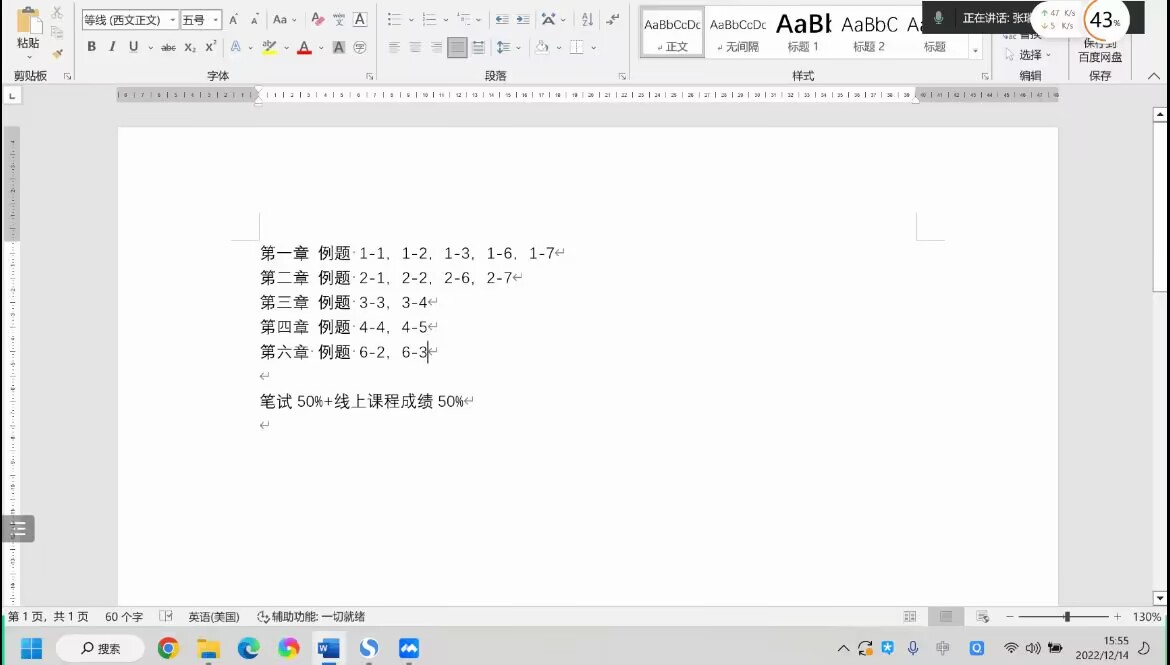 等线 (西文正文) 五号 Aa 正在讲话: 张 47 K/s 5 K/s 43%
粘贴 B I U abc X₂ X² A A A
AaBbCcDc AaBbCcDc AaBl AaBbC
正文 无间隔 标题 1 标题 2 标题 选择 保存到 百度网盘
剪贴板 字体 段落 样式 编辑 保存
第一章 例题 1-1, 1-2, 1-3, 1-6, 1-7
第二章 例题 2-1, 2-2, 2-6, 2-7
第三章 例题 3-3, 3-4
第四章 例题 4-4, 4-5
第六章 例题 6-2, 6-3
笔试 50%+线上课程成绩 50%
第 1 页, 共 1 页 60 个字 英语(美国) 辅助功能: 一切就绪 130%
搜索 中 15:55
2022/12/14